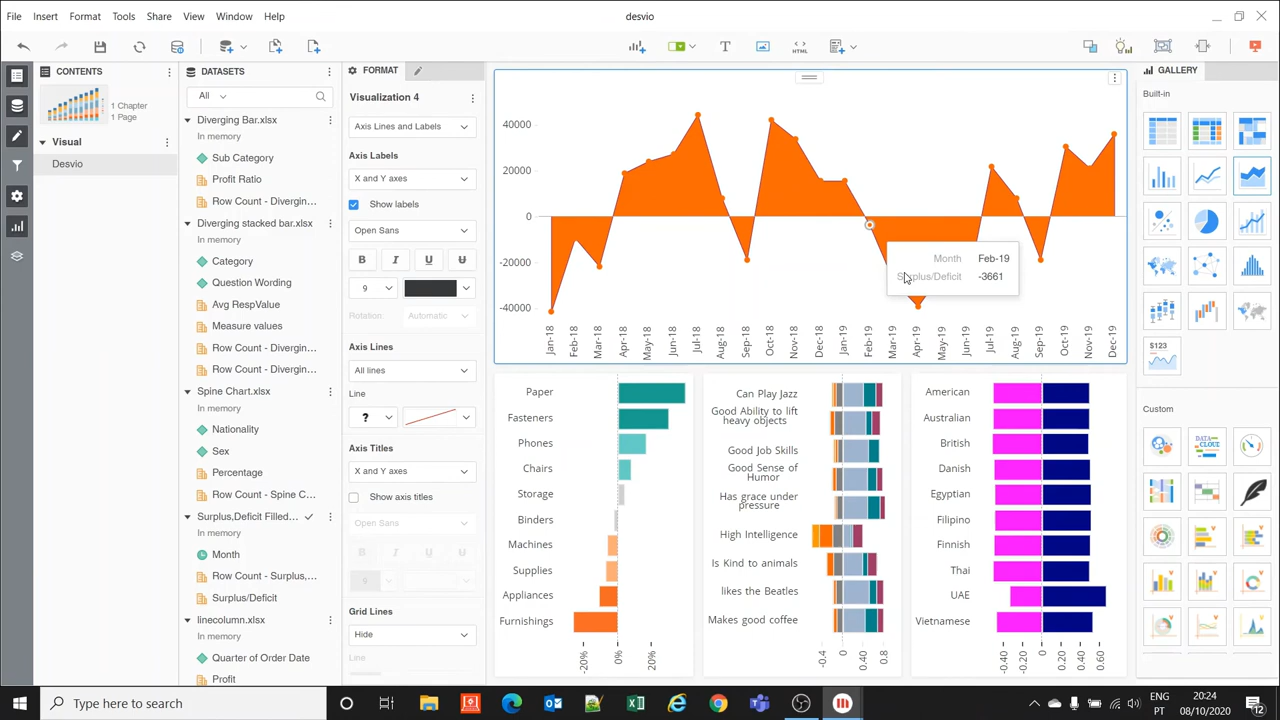 File Insert Format Tools Share View Window Help
desvio
HTML
CONTENTS
1 Chapter
1 Page
Visual
Desvio
DATASETS
All
Diverging Bar.xlsx
In memory
Sub Category
Profit Ratio
Row Count - Divergin...
Diverging stacked bar.xlsx
In memory
Category
Question Wording
Avg RespValue
Measure values
Row Count - Divergin...
Row Count - Divergin...
Spine Chart.xlsx
In memory
Nationality
Sex
Percentage
Row Count - Spine C...
Surplus,Deficit Filled...
In memory
Month
Row Count - Surplus,...
Surplus/Deficit
linecolumn.xlsx
In memory
Quarter of Order Date
Profit
FORMAT
Visualization 4
Axis Lines and Labels
Axis Labels
X and Y axes
Show labels
Open Sans
B I U S
9
Rotation: Automatic
Axis Lines
All lines
Line
?
Axis Titles
X and Y axes
Show axis titles
Open Sans
B I U S
9
Grid Lines
Hide
Line
40000
20000
0
-20000
-40000
Jan-18 Feb-18 Mar-18 Apr-18 May-18 Jun-18 Jul-18 Aug-18 Sep-18 Oct-18 Nov-18 Dec-18 Jan-19 Feb-19 Mar-19 Apr-19 May-19 Jun-19 Jul-19 Aug-19 Sep-19 Oct-19 Nov-19 Dec-19
Month Feb-19
Surplus/Deficit -3661
Paper
Fasteners
Phones
Chairs
Storage
Binders
Machines
Supplies
Appliances
Furnishings
-20% 0% 20%
Can Play Jazz
Good Ability to lift
heavy objects
Good Job Skills
Good Sense of
Humor
Has grace under
pressure
High Intelligence
Is Kind to animals
likes the Beatles
Makes good coffee
-0.4 0 0.4 0.8
American
Australian
British
Danish
Egyptian
Filipino
Finnish
Thai
UAE
Vietnamese
-0.40 -0.20 0 0.20 0.40 0.60
GALLERY
Built-in
$123
Custom
DATA
CLOUD
Type here to search
ENG
PT
20:24
08/10/2020